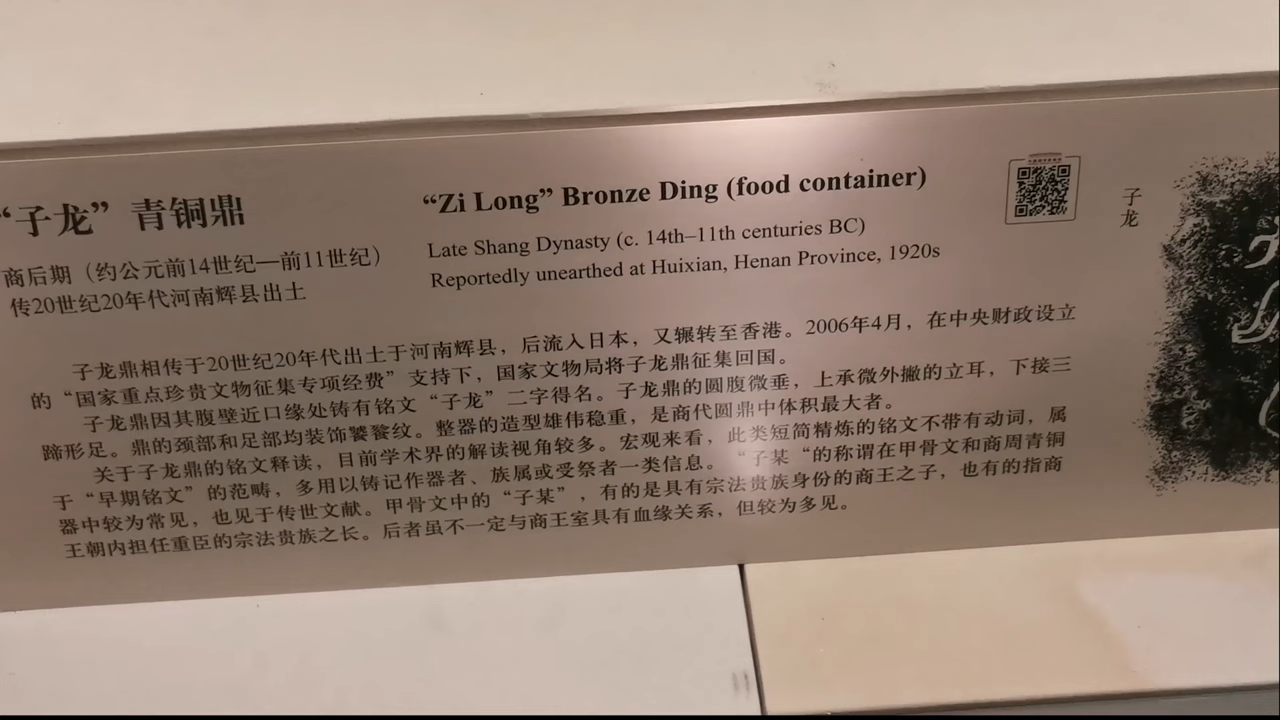 “子龙”青铜鼎
商后期（约公元前14世纪—前11世纪）
传20世纪20年代河南辉县出土
“Zi Long” Bronze Ding (food container)
Late Shang Dynasty (c. 14th–11th centuries BC)
Reportedly unearthed at Huixian, Henan Province, 1920s
子龙
子龙鼎相传于20世纪20年代出土于河南辉县，后流入日本，又辗转至香港。2006年4月，在中央财政设立
的“国家重点珍贵文物征集专项经费”支持下，国家文物局将子龙鼎征集回国。
子龙鼎因其腹壁近口缘处铸有铭文“子龙”二字得名。子龙鼎的圆腹微垂，上承微外撇的立耳，下接三
蹄形足。鼎的颈部和足部均装饰饕餮纹。整器的造型雄伟稳重，是商代圆鼎中体积最大者。
关于子龙鼎的铭文释读，目前学术界的解读视角较多。宏观来看，此类短简精炼的铭文不带有动词，属
于“早期铭文”的范畴，多用以铸记作器者、族属或受祭者一类信息。“子某“的称谓在甲骨文和商周青铜
器中较为常见，也见于传世文献。甲骨文中的“子某”，有的是具有宗法贵族身份的商王之子，也有的指商
王朝内担任重臣的宗法贵族之长。后者虽不一定与商王室具有血缘关系，但较为多见。